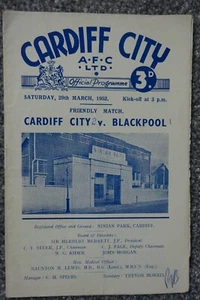 CARDIFF CITY
A·F·C
LTD
Official Programme
3D.
SATURDAY, 29th MARCH, 1952.
Kick-off at 3 p.m.
FRIENDLY MATCH.
CARDIFF CITY 2 v. BLACKPOOL 1
Registered Office and Ground: NINIAN PARK, CARDIFF.
Board of Directors:
SIR HERBERT MERRETT, J.P., President.
Chairman
Deputy Chairman
JOHN MORGAN.
Hon. Medical Officer:
Manager:
Secretary: TREVOR MORRIS